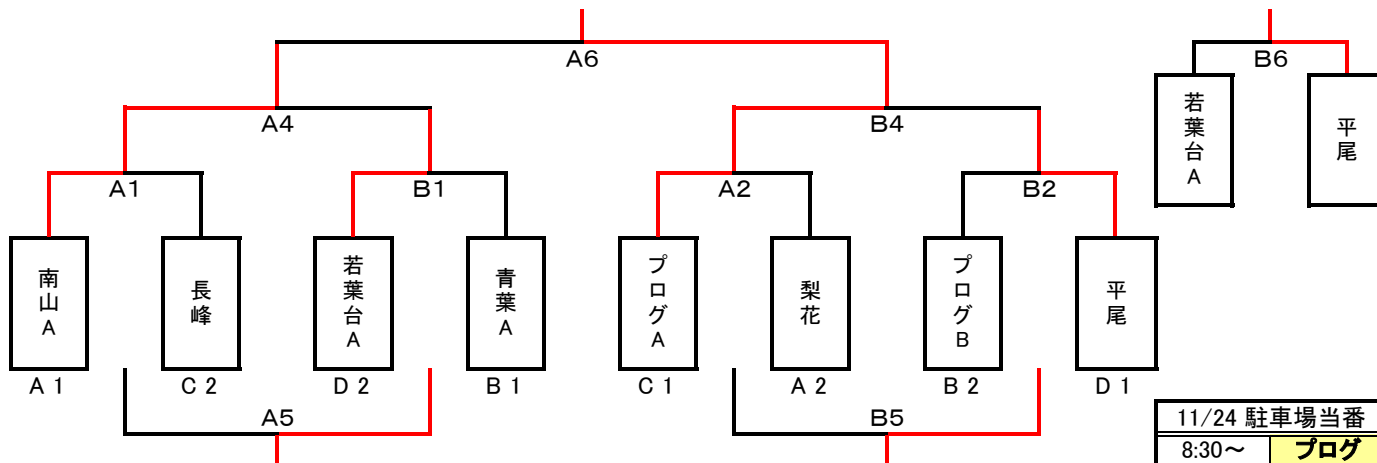 A6
B6
A4
B4
A1
B1
A2
B2
若葉台A
平尾
南山A
長峰
若葉台A
青葉A
プログA
梨花
プログB
平尾
A 1
C 2
D 2
B 1
C 1
A 2
B 2
D 1
A5
B5
11/24 駐車場当番
8:30～ プログ